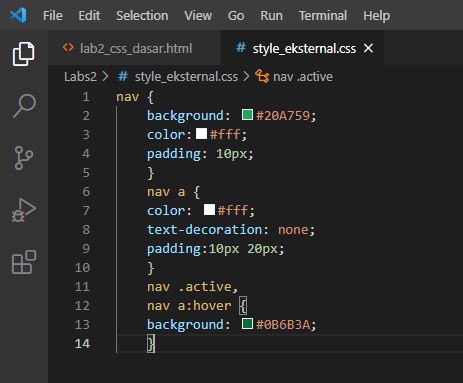 File Edit Selection View Go Run Terminal Help
lab2_css_dasar.html # style_eksternal.css ×
Labs2 > # style_eksternal.css > nav .active
1 nav {
2 background: #20A759;
3 color: #fff;
4 padding: 10px;
5 }
6 nav a {
7 color: #fff;
8 text-decoration: none;
9 padding:10px 20px;
10 }
11 nav .active,
12 nav a:hover {
13 background: #0B6B3A;
14 }